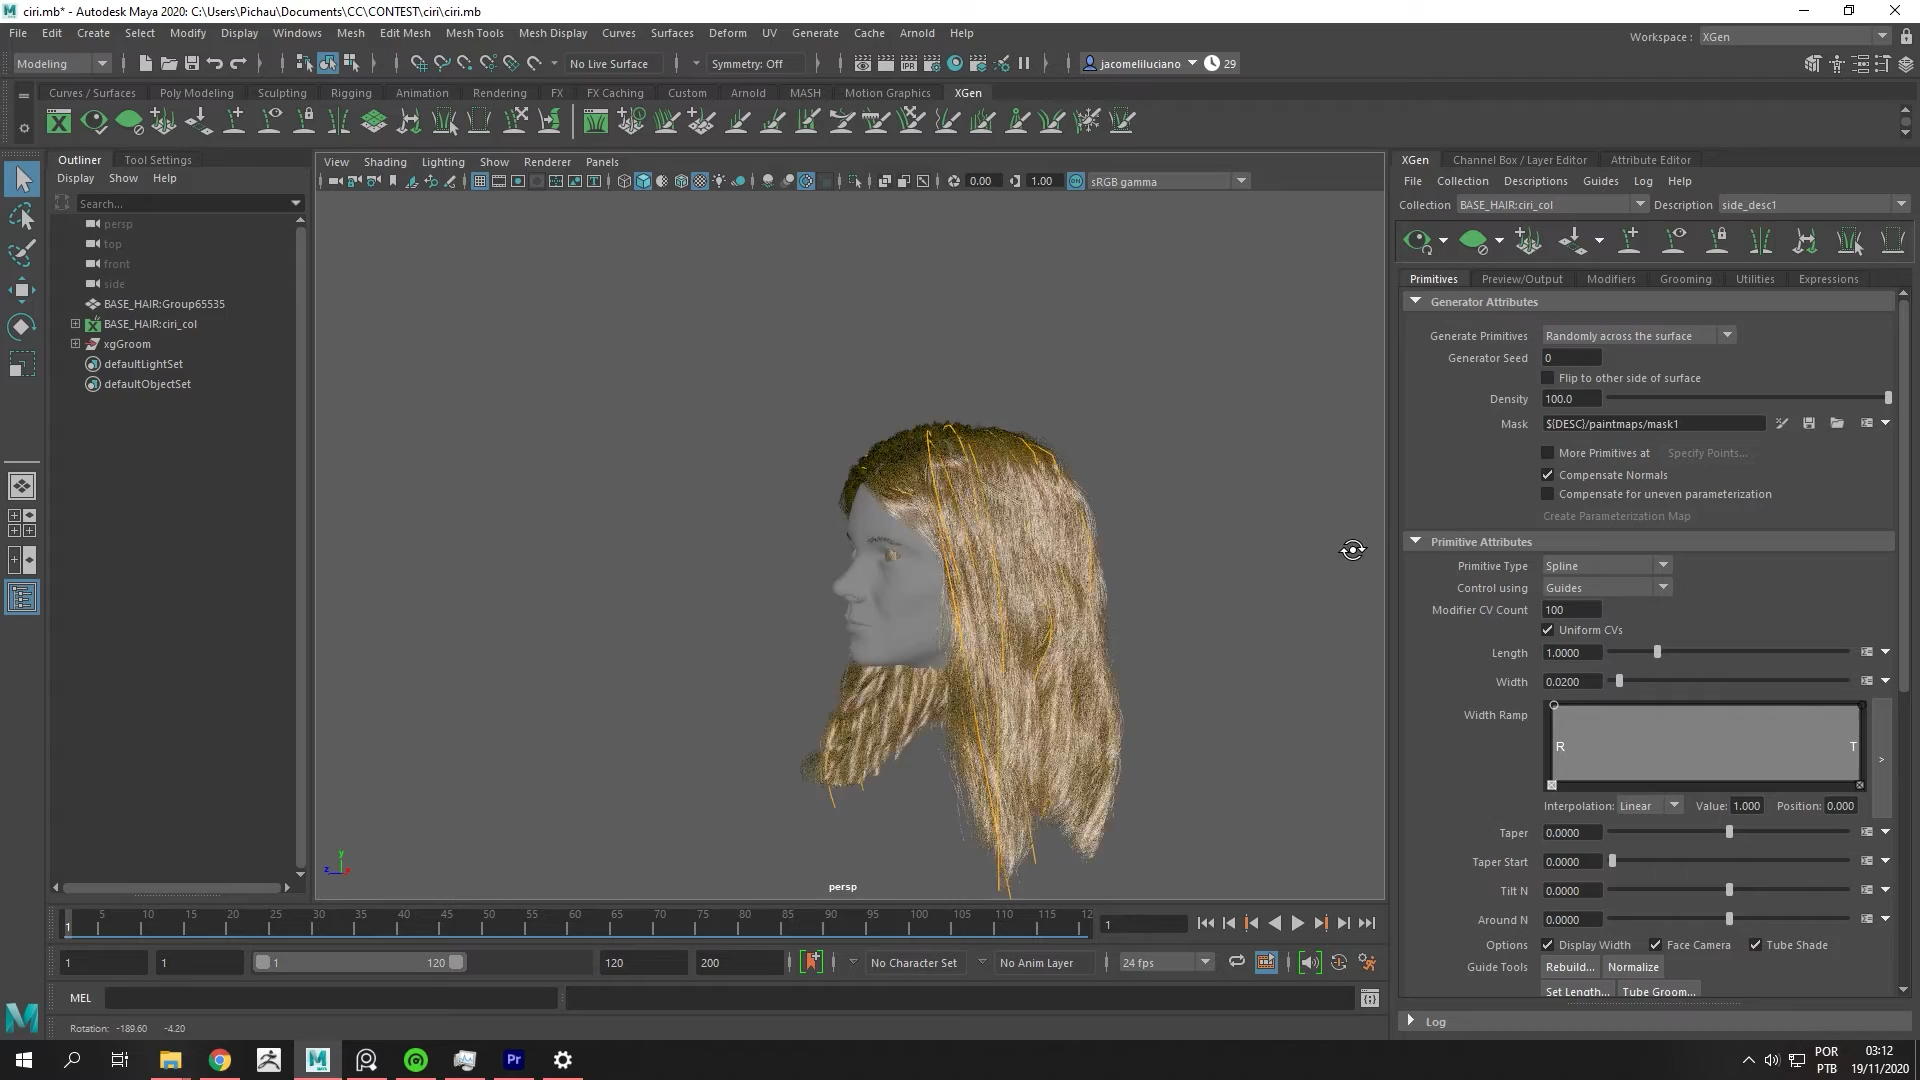 ciri.mb* - Autodesk Maya 2020: C:\Users\Pichau\Documents\CC\CONTEST\ciri\ciri.mb
File Edit Create Select Modify Display Windows Mesh Edit Mesh Mesh Tools Mesh Display Curves Surfaces Deform UV Generate Cache Arnold Help
Workspace : XGen
Modeling No Live Surface Symmetry: Off jacomeliluciano 29
Curves / Surfaces Poly Modeling Sculpting Rigging Animation Rendering FX FX Caching Custom Arnold MASH Motion Graphics XGen
Outliner Tool Settings
Display Show Help
Search...
persp
top
front
side
BASE_HAIR:Group65535
BASE_HAIR:ciri_col
xgGroom
defaultLightSet
defaultObjectSet
View Shading Lighting Show Renderer Panels
0.00 1.00 sRGB gamma
persp
XGen Channel Box / Layer Editor Attribute Editor
File Collection Descriptions Guides Log Help
Collection BASE_HAIR:ciri_col Description side_desc1
Primitives Preview/Output Modifiers Grooming Utilities Expressions
Generator Attributes
Generate Primitives Randomly across the surface
Generator Seed 0
Flip to other side of surface
Density 100.0
Mask ${DESC}/paintmaps/mask1
More Primitives at Specify Points...
Compensate Normals
Compensate for uneven parameterization
Create Parameterization Map
Primitive Attributes
Primitive Type Spline
Control using Guides
Modifier CV Count 100
Uniform CVs
Length 1.0000
Width 0.0200
Width Ramp
R T
>
Interpolation: Linear Value: 1.000 Position: 0.000
Taper 0.0000
Taper Start 0.0000
Tilt N 0.0000
Around N 0.0000
Options Display Width Face Camera Tube Shade
Guide Tools Rebuild... Normalize
Set Length... Tube Groom...
Log
1 5 10 15 20 25 30 35 40 45 50 55 60 65 70 75 80 85 90 95 100 105 110 115 12
1
1 1 1 120 120 200 No Character Set No Anim Layer 24 fps
MEL
Rotation: -189.60 -4.20
POR
PTB
03:12
19/11/2020